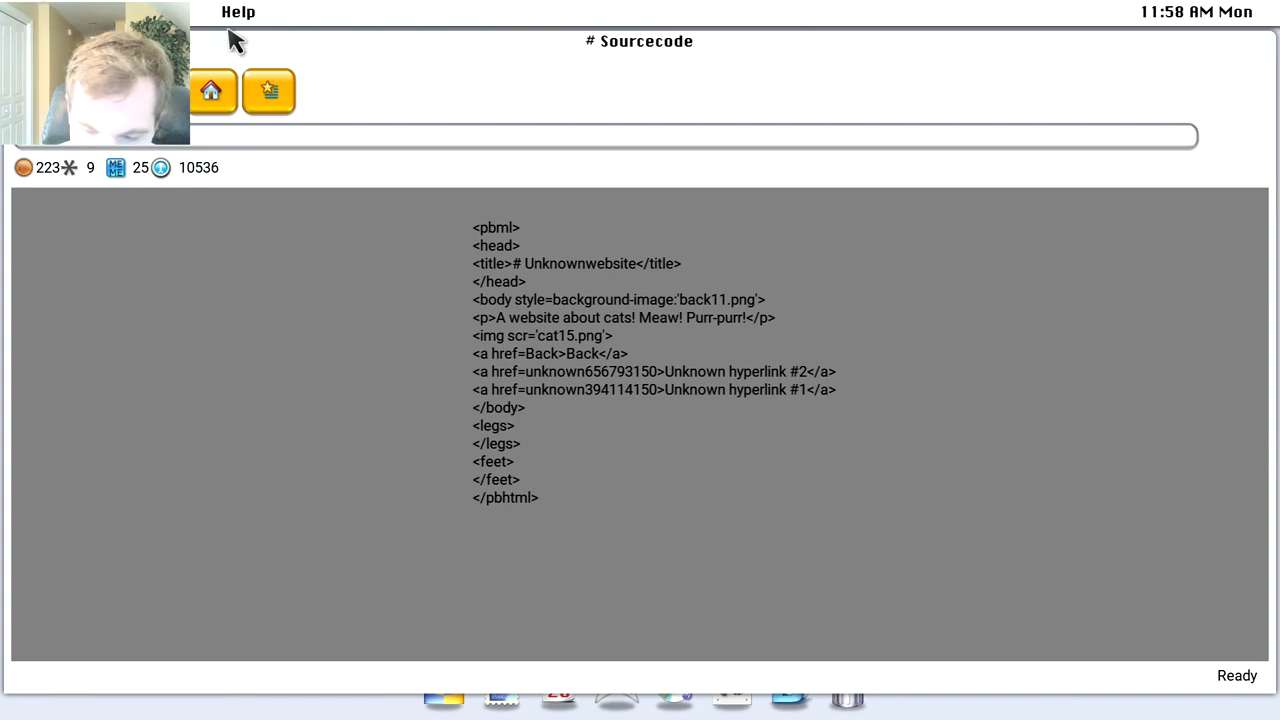 Help
11:58 AM Mon
# Sourcecode
223 9 ME ME 25 10536
<pbml>
<head>
<title># Unknownwebsite</title>
</head>
<body style=background-image:'back11.png'>
<p>A website about cats! Meaw! Purr-purr!</p>
<img scr='cat15.png'>
<a href=Back>Back</a>
<a href=unknown656793150>Unknown hyperlink #2</a>
<a href=unknown394114150>Unknown hyperlink #1</a>
</body>
<legs>
</legs>
<feet>
</feet>
</pbhtml>
Ready